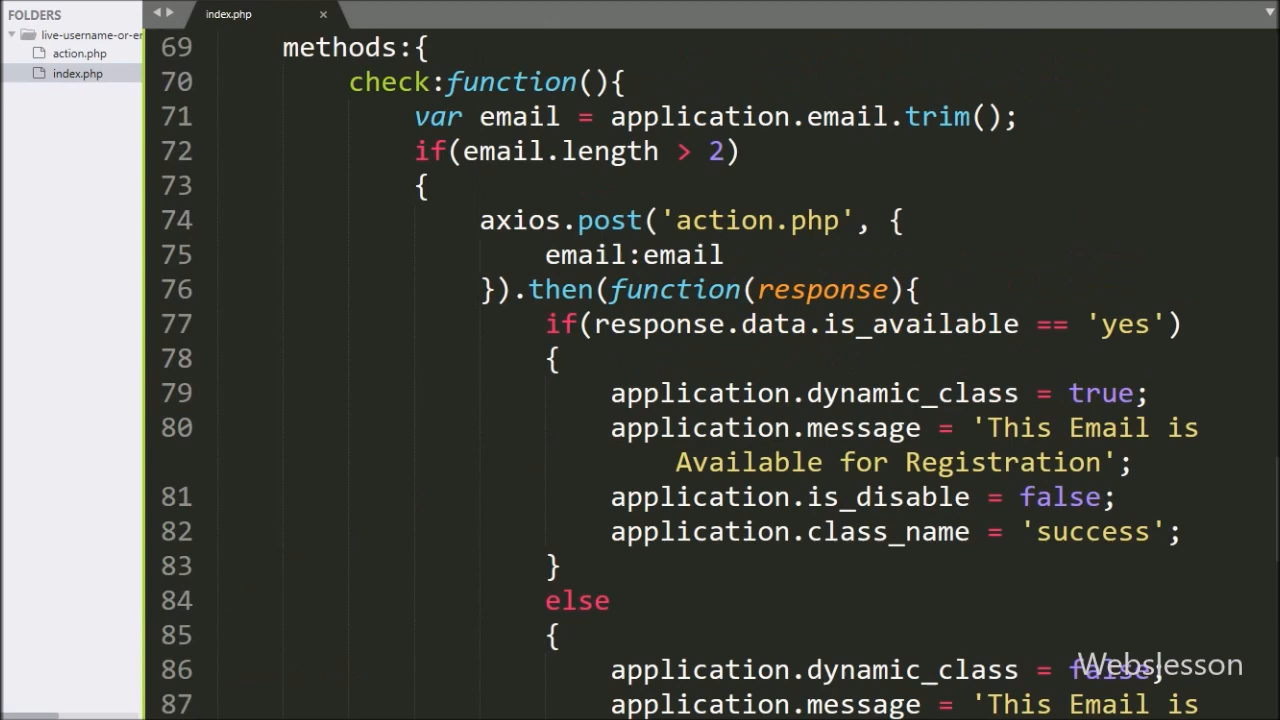 FOLDERS
live-username-or-er
action.php
index.php
index.php ×
69 methods:{
70 check:function(){
71 var email = application.email.trim();
72 if(email.length > 2)
73 {
74 axios.post('action.php', {
75 email:email
76 }).then(function(response){
77 if(response.data.is_available == 'yes')
78 {
79 application.dynamic_class = true;
80 application.message = 'This Email is
Available for Registration';
81 application.is_disable = false;
82 application.class_name = 'success';
83 }
84 else
85 {
86 application.dynamic_class = false;
87 application.message = 'This Email is
Webslesson